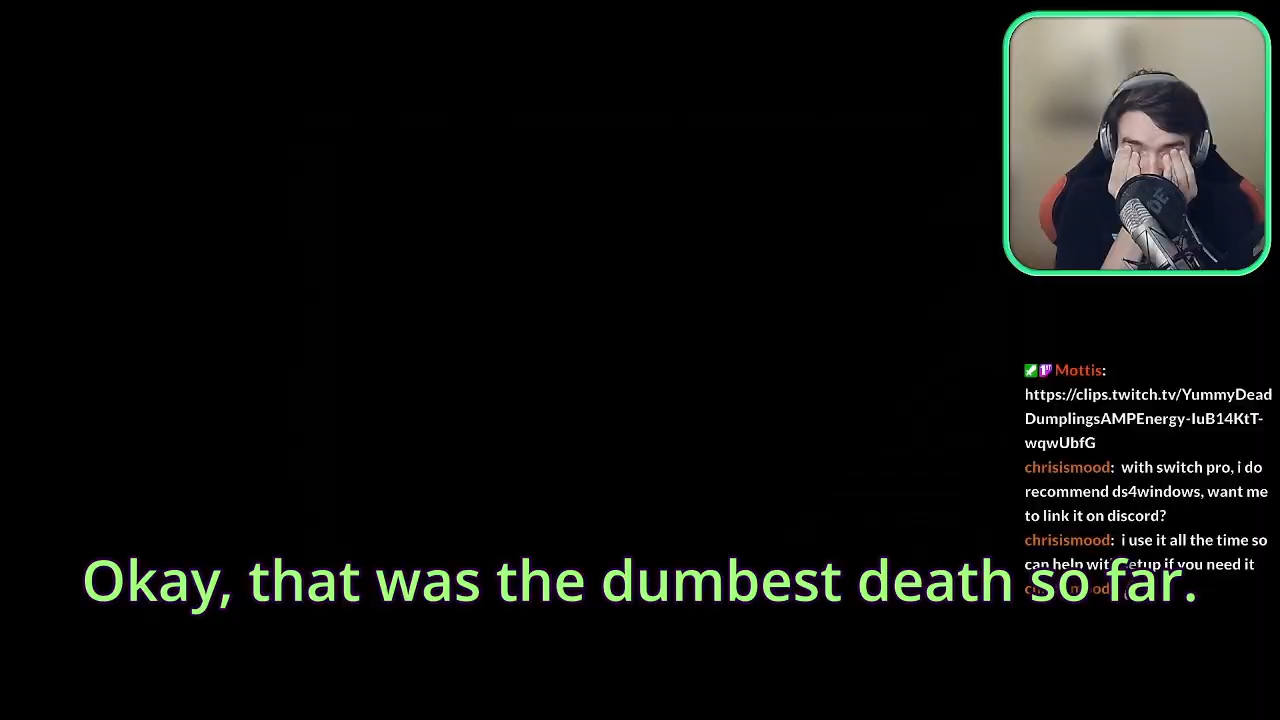 Mottis:
https://clips.twitch.tv/YummyDead
DumplingsAMPEnergy-IuB14KtT-
wqwUbfG
chrisismood: with switch pro, i do
recommend ds4windows, want me
to link it on discord?
chrisismood: i use it all the time so
can help with setup if you need it
Okay, that was the dumbest death so far.